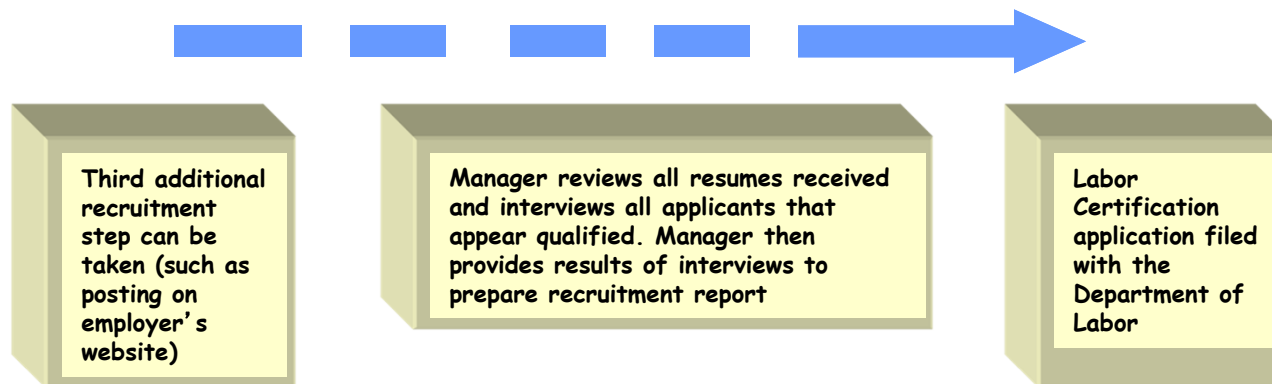 Third additional
recruitment
step can be
taken (such as
posting on
employer’s
website)
Manager reviews all resumes received
and interviews all applicants that
appear qualified. Manager then
provides results of interviews to
prepare recruitment report
Labor
Certification
application filed
with the
Department of
Labor